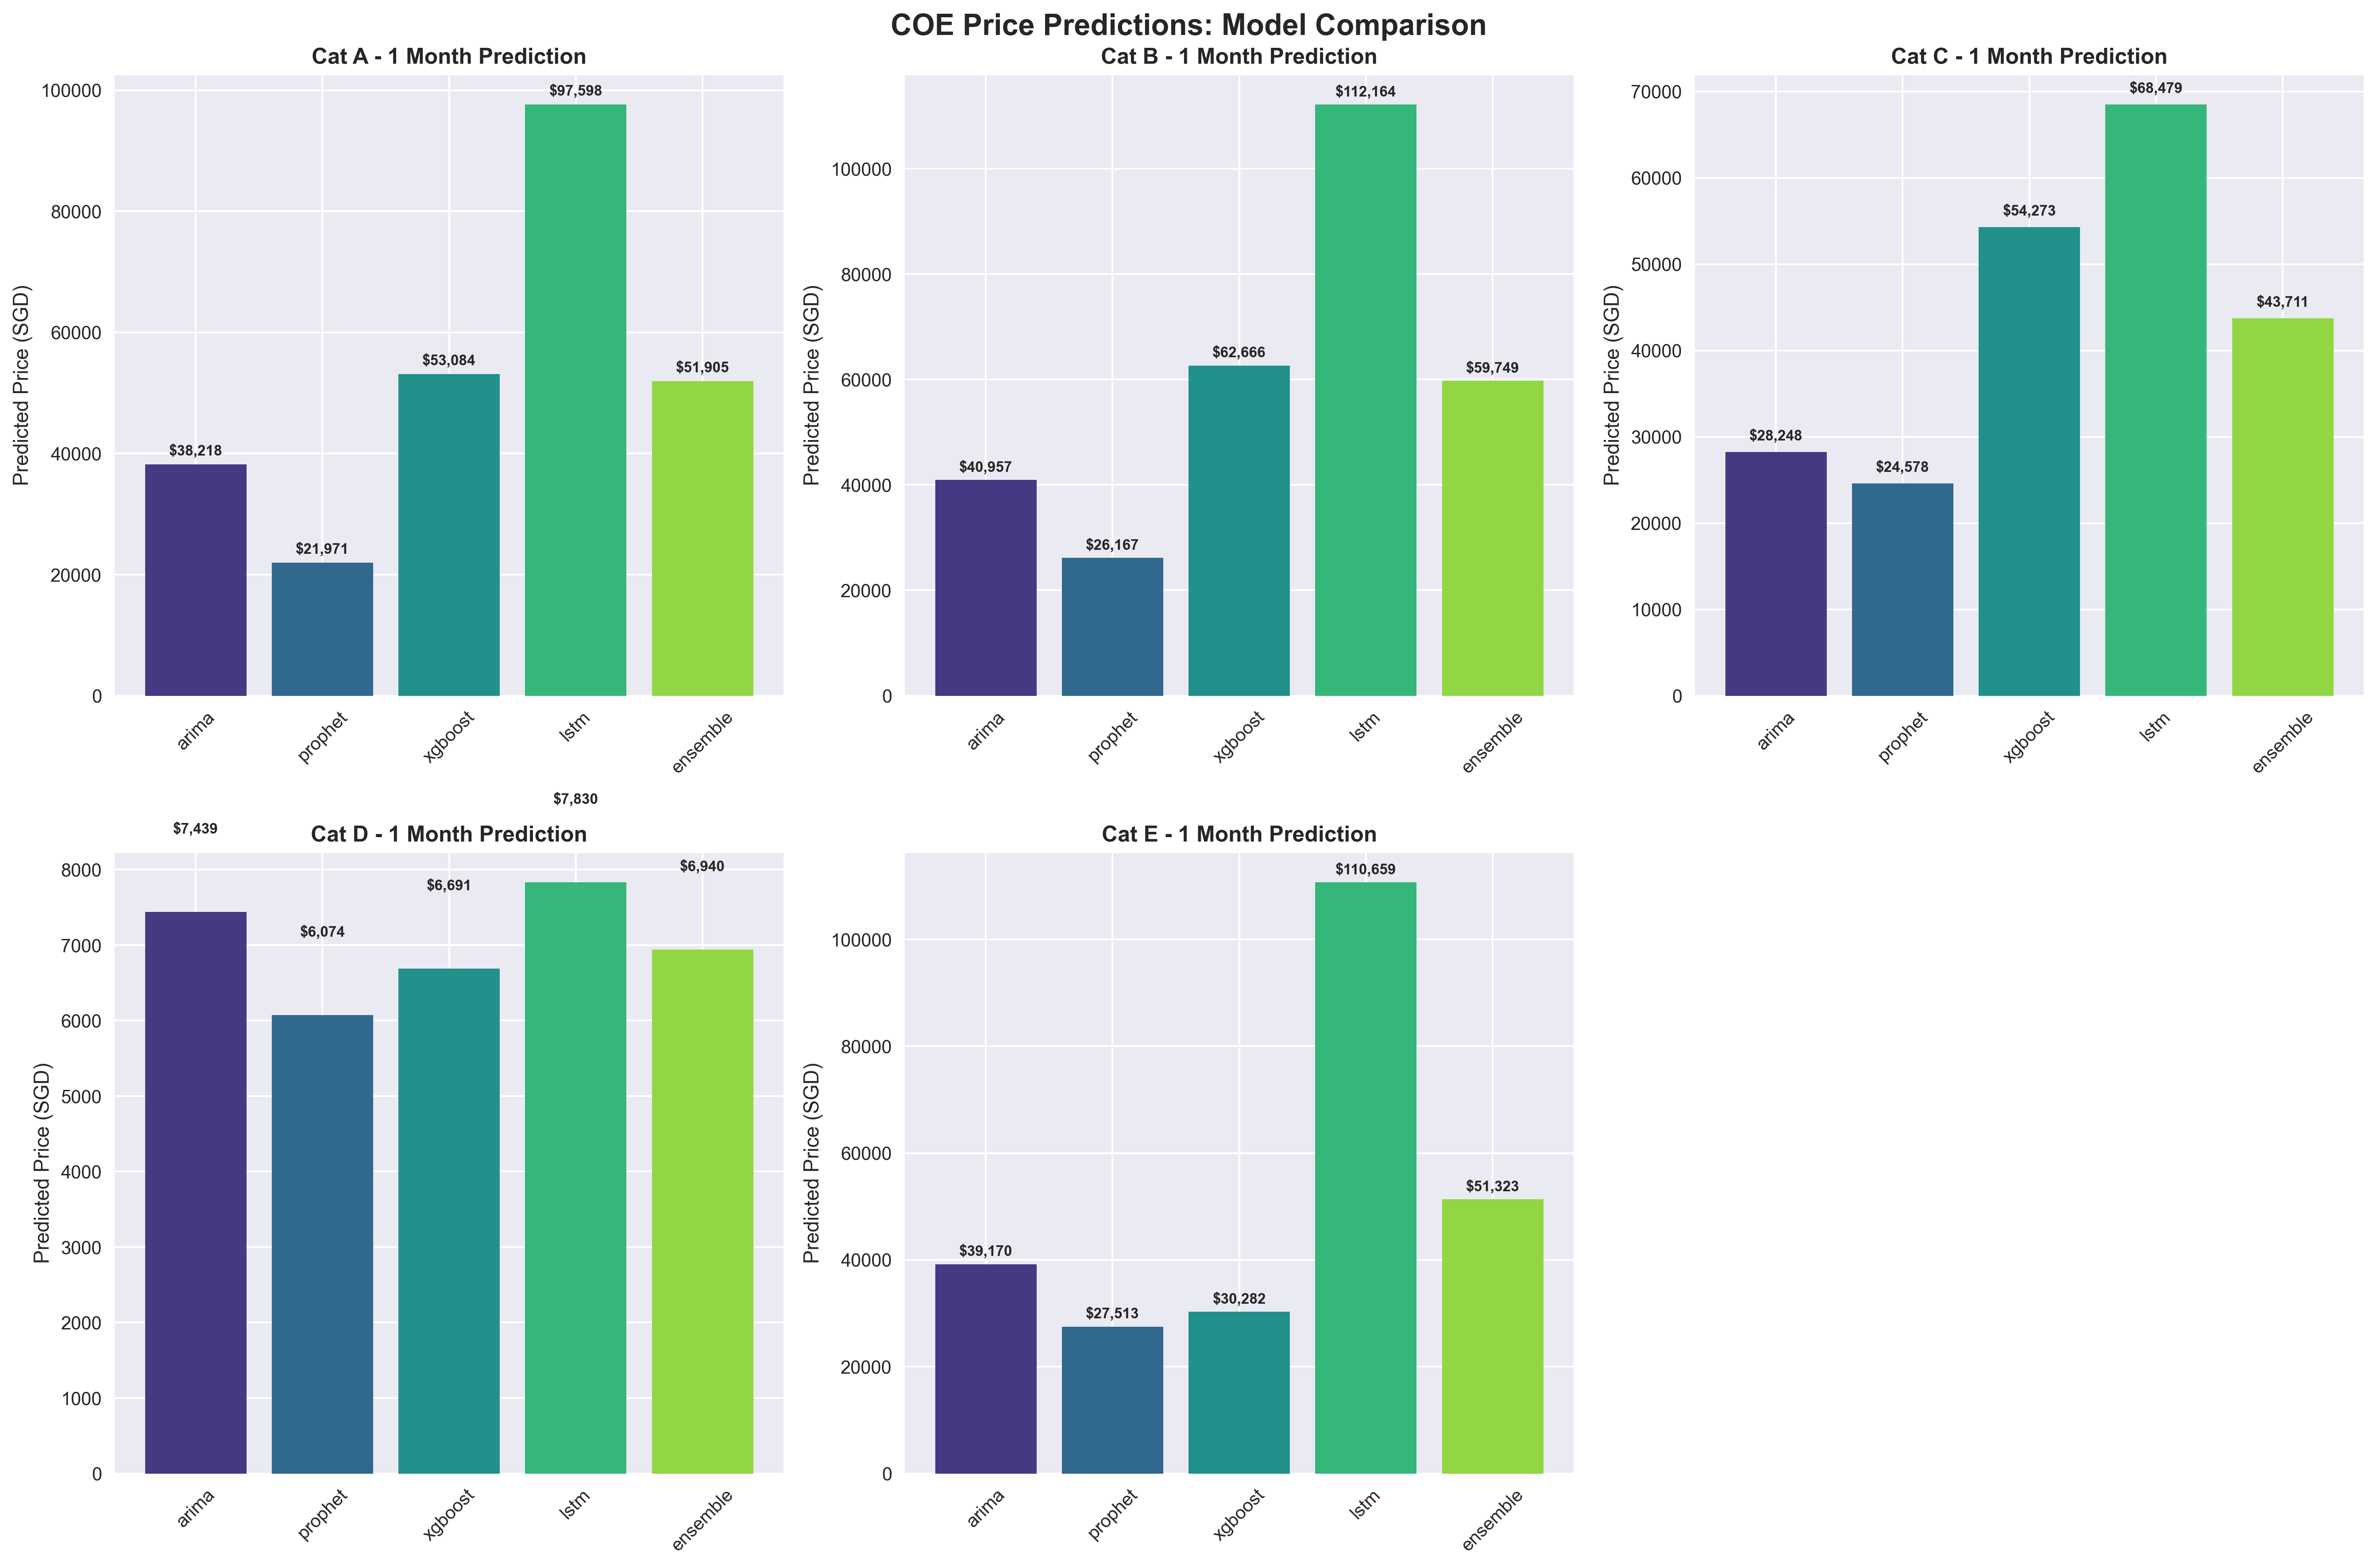 COE Price Predictions: Model Comparison
Cat A - 1 Month Prediction
Predicted Price (SGD)
100000
80000
60000
40000
20000
0
$38,218
$21,971
$53,084
$97,598
$51,905
arima
prophet
xgboost
lstm
ensemble
Cat B - 1 Month Prediction
Predicted Price (SGD)
100000
80000
60000
40000
20000
0
$40,957
$26,167
$62,666
$112,164
$59,749
arima
prophet
xgboost
lstm
ensemble
Cat C - 1 Month Prediction
Predicted Price (SGD)
70000
60000
50000
40000
30000
20000
10000
0
$28,248
$24,578
$54,273
$68,479
$43,711
arima
prophet
xgboost
lstm
ensemble
Cat D - 1 Month Prediction
Predicted Price (SGD)
8000
7000
6000
5000
4000
3000
2000
1000
0
$7,439
$6,074
$6,691
$7,830
$6,940
arima
prophet
xgboost
lstm
ensemble
Cat E - 1 Month Prediction
Predicted Price (SGD)
100000
80000
60000
40000
20000
0
$39,170
$27,513
$30,282
$110,659
$51,323
arima
prophet
xgboost
lstm
ensemble